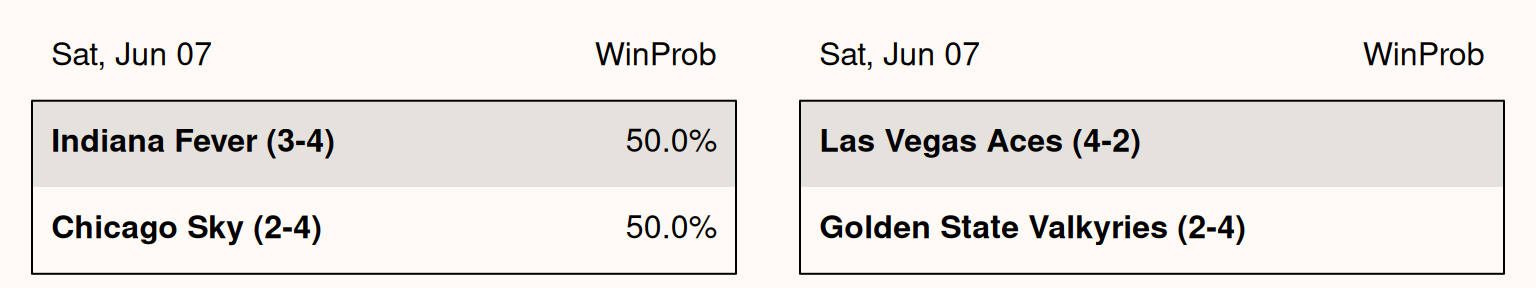 Sat, Jun 07 WinProb
Indiana Fever (3-4) 50.0%
Chicago Sky (2-4) 50.0%
Sat, Jun 07 WinProb
Las Vegas Aces (4-2)
Golden State Valkyries (2-4)